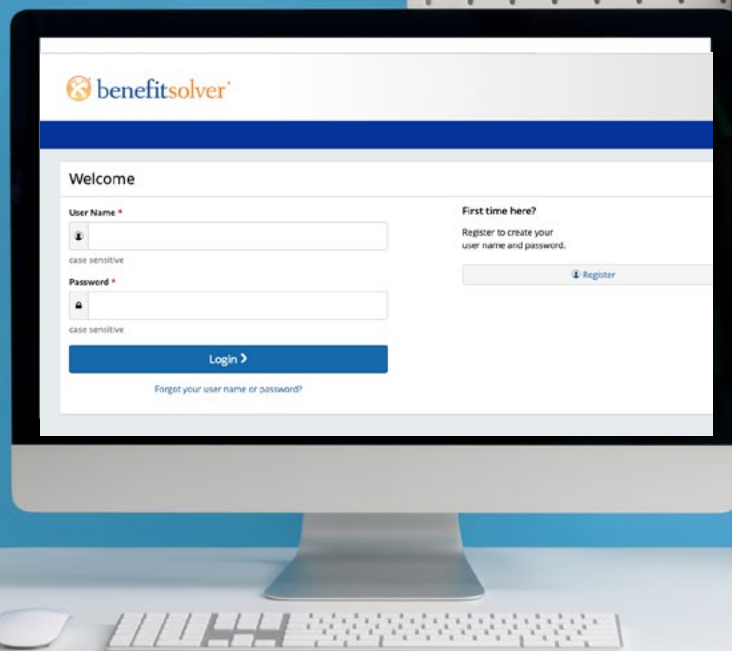 benefitsolver
Welcome
User Name *
case sensitive
Password *
case sensitive
Login >
Forgot your user name or password?
First time here?
Register to create your
user name and password.
Register